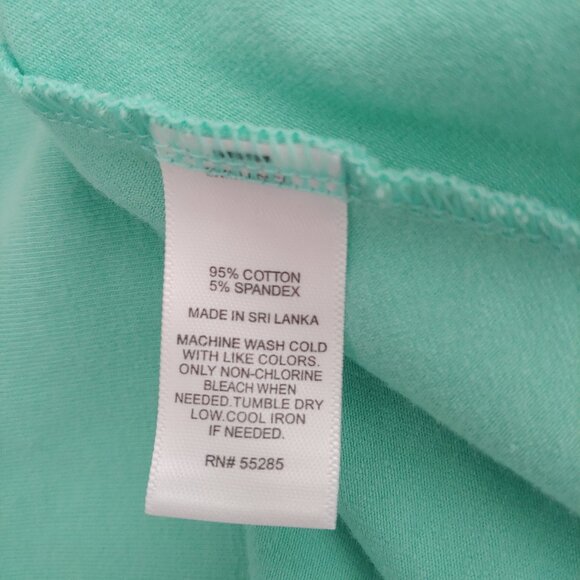 95% COTTON
5% SPANDEX
MADE IN SRI LANKA
MACHINE WASH COLD
WITH LIKE COLORS.
ONLY NON-CHLORINE
BLEACH WHEN
NEEDED.TUMBLE DRY
LOW.COOL IRON
IF NEEDED.
RN# 55285